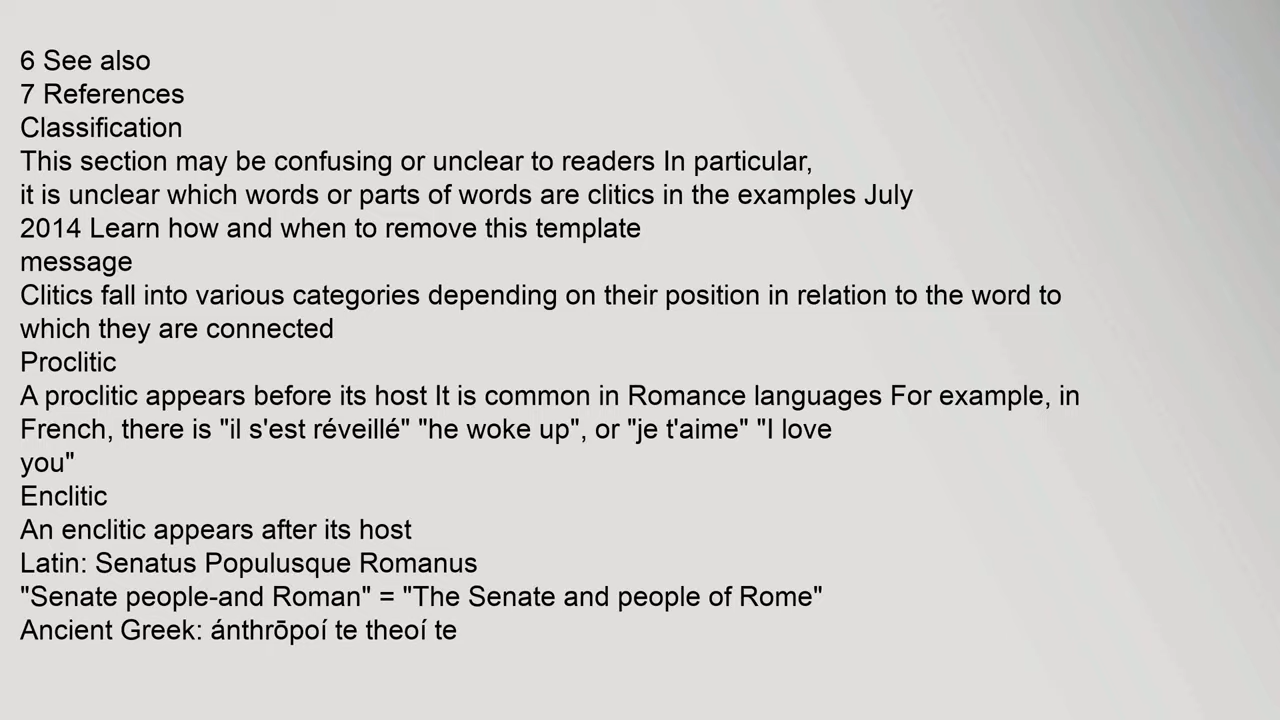 6 See also
7 References
Classification
This section may be confusing or unclear to readers In particular,
it is unclear which words or parts of words are clitics in the examples July
2014 Learn how and when to remove this template
message
Clitics fall into various categories depending on their position in relation to the word to
which they are connected
Proclitic
A proclitic appears before its host It is common in Romance languages For example, in
French, there is "il s'est réveillé" "he woke up", or "je t'aime" "I love
you"
Enclitic
An enclitic appears after its host
Latin: Senatus Populusque Romanus
"Senate people-and Roman" = "The Senate and people of Rome"
Ancient Greek: ánthrōpoí te theoí te